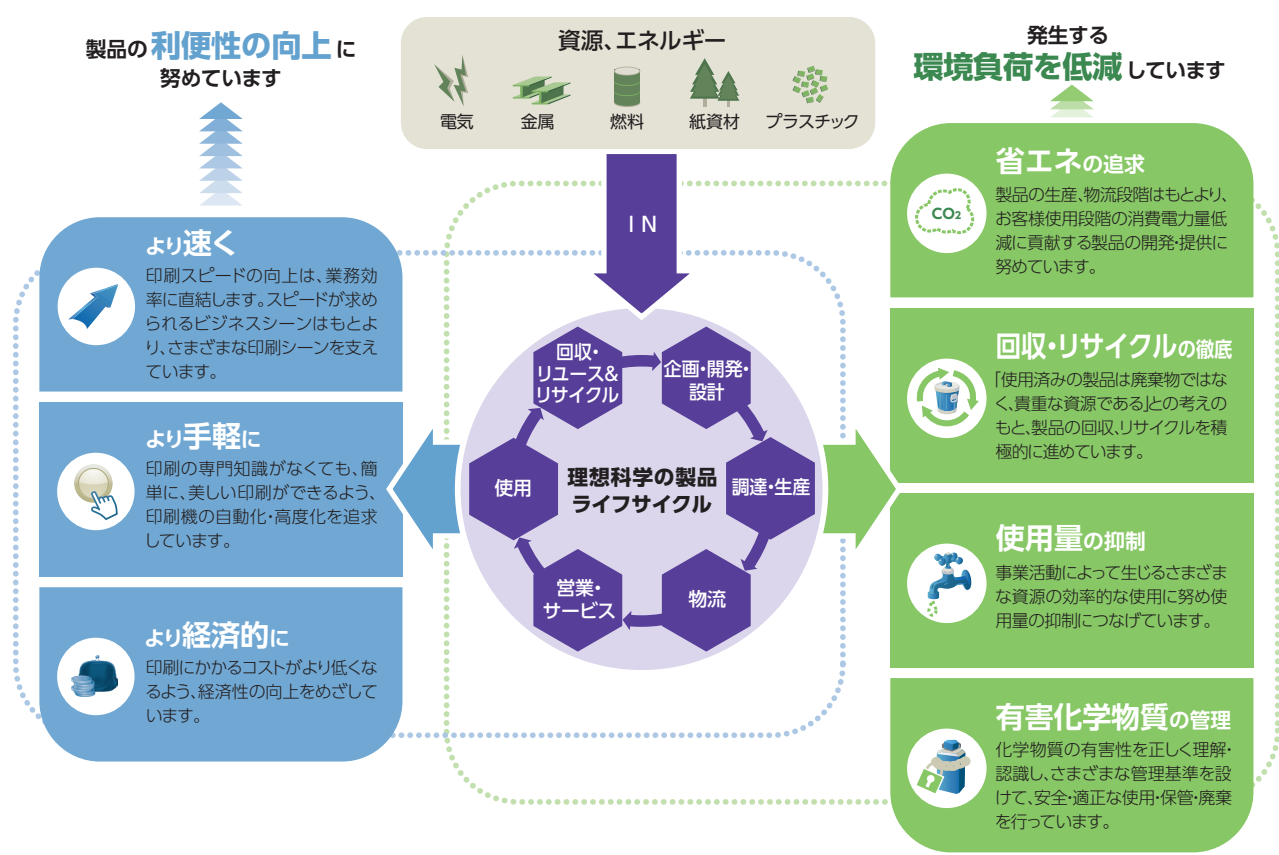 製品の利便性の向上に
努めています
資源、エネルギー
電気
金属
燃料
紙資材
プラスチック
発生する
環境負荷を低減しています
IN
より速く
印刷スピードの向上は、業務効
率に直結します。スピードが求め
られるビジネスシーンはもとよ
り、さまざまな印刷シーンを支え
ています。
より手軽に
印刷の専門知識がなくても、簡
単に、美しい印刷ができるよう、
印刷機の自動化・高度化を追求
しています。
より経済的に
印刷にかかるコストがより低くな
るよう、経済性の向上をめざして
います。
理想科学の製品
ライフサイクル
企画・開発・
設計
調達・生産
物流
営業・
サービス
使用
回収・
リユース&
リサイクル
省エネの追求
CO2
製品の生産、物流段階はもとより、
お客様使用段階の消費電力量低
減に貢献する製品の開発・提供に
努めています。
回収・リサイクルの徹底
「使用済みの製品は廃棄物ではな
く、貴重な資源である」との考えの
もと、製品の回収、リサイクルを積
極的に進めています。
使用量の抑制
事業活動によって生じるさまざま
な資源の効率的な使用に努め使
用量の抑制につなげています。
有害化学物質の管理
化学物質の有害性を正しく理解・
認識し、さまざまな管理基準を設
けて、安全・適正な使用・保管・廃棄
を行っています。